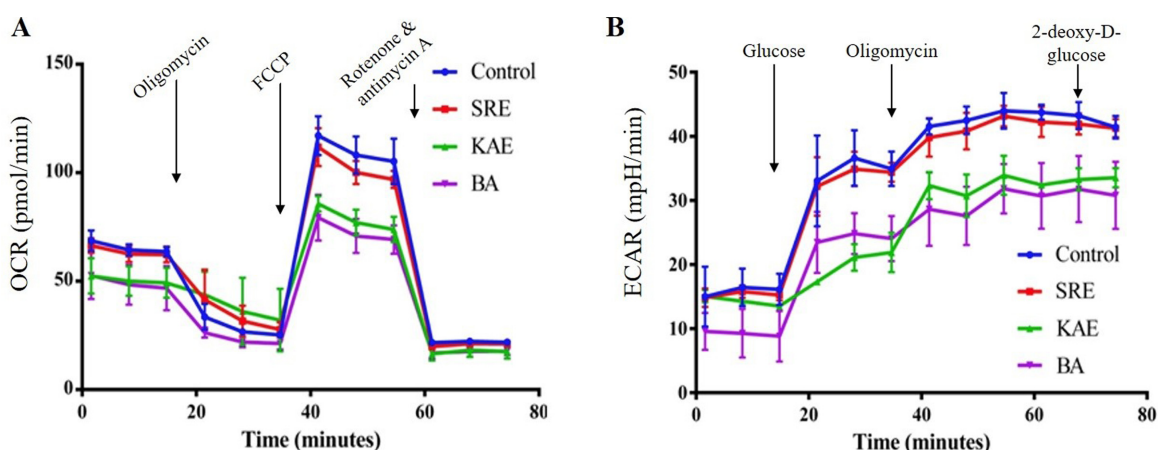 A
OCR (pmol/min)
150
100
50
0
0 20 40 60 80
Time (minutes)
Oligomycin
FCCP
Rotenone &
antimycin A
Control
SRE
KAE
BA
B
ECAR (mpH/min)
50
40
30
20
10
0
0 20 40 60 80
Time (minutes)
Glucose
Oligomycin
2-deoxy-D-
glucose
Control
SRE
KAE
BA